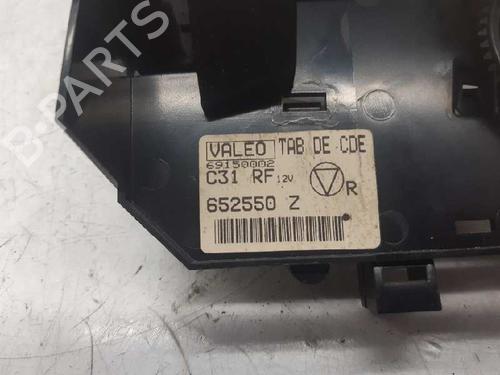 VALEO TAB DE CDE
69150002
C31 RF 12V
R
652550 Z
B-PARTS